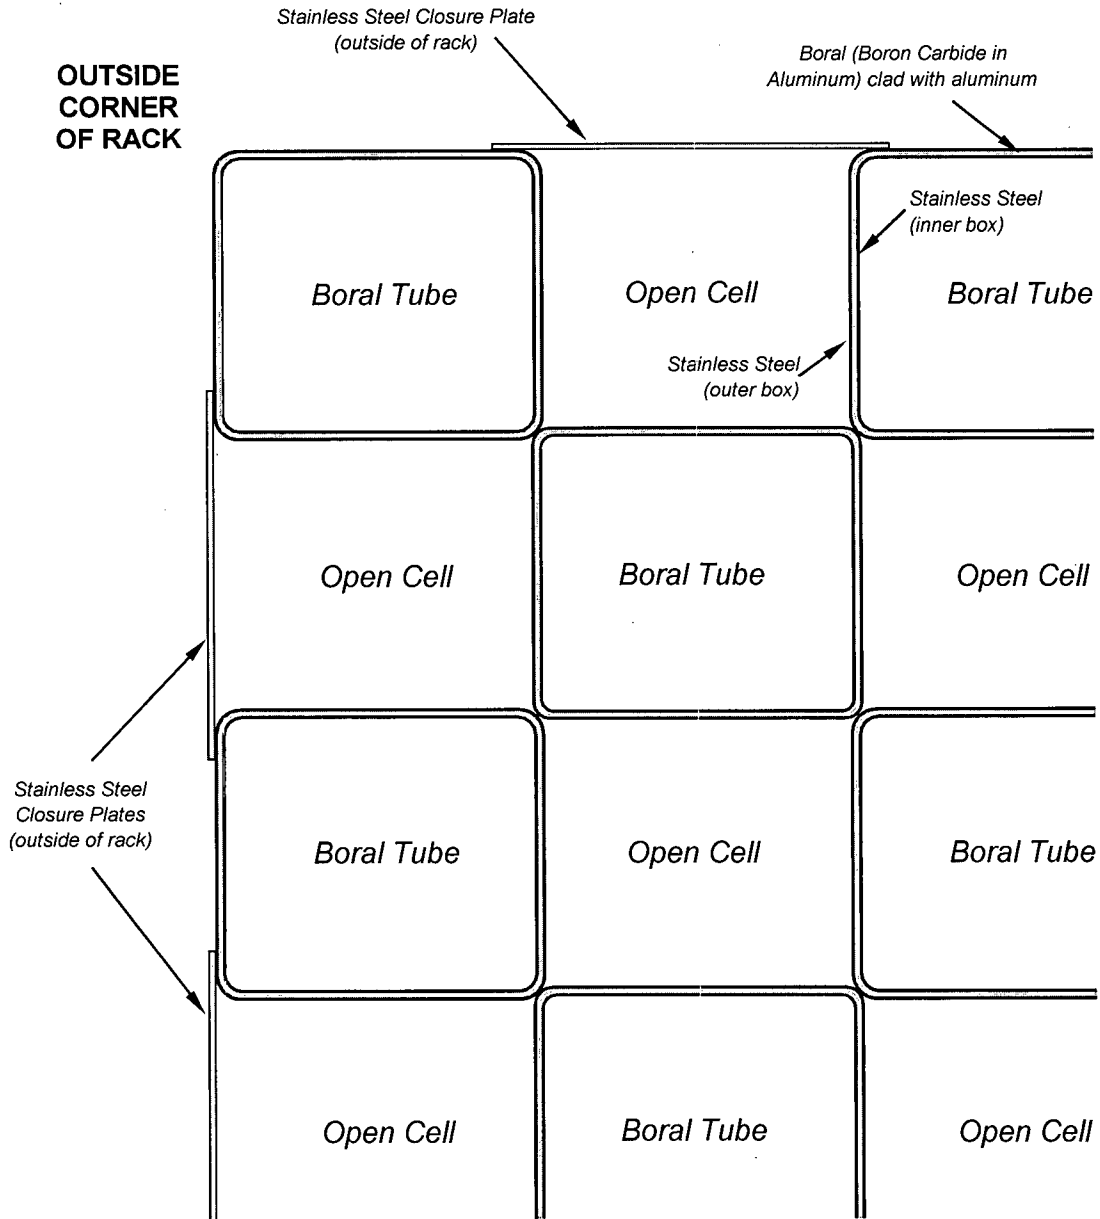 Stainless Steel Closure Plate
(outside of rack)
OUTSIDE
CORNER
OF RACK
Boral (Boron Carbide in
Aluminum) clad with aluminum
Stainless Steel
(inner box)
Boral Tube
Open Cell
Boral Tube
Stainless Steel
(outer box)
Open Cell
Boral Tube
Open Cell
Stainless Steel
Closure Plates
(outside of rack)
Boral Tube
Open Cell
Boral Tube
Open Cell
Boral Tube
Open Cell